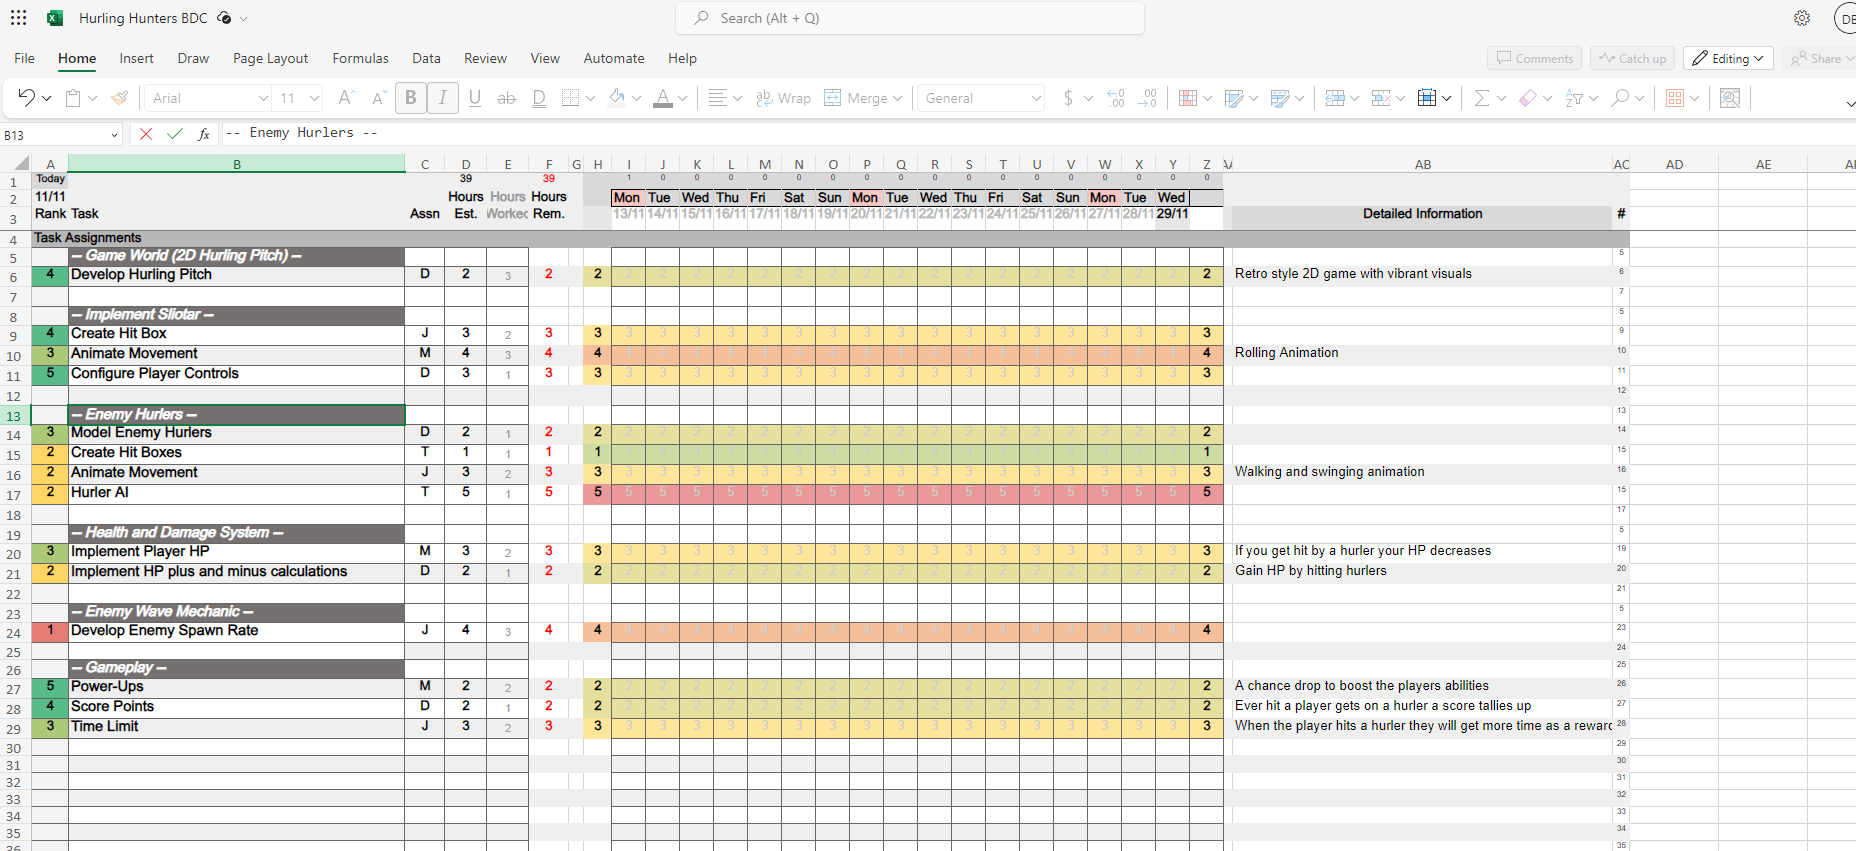 Hurling Hunters BDC
Search (Alt + Q)
DE
File Home Insert Draw Page Layout Formulas Data Review View Automate Help
Comments Catch up Editing Share
Arial 11 B I U ab D A ab Wrap Merge General $
B13 fx -- Enemy Hurlers --
A B C D E F G H I J K L M N O P Q R S T U V W X Y Z AB AC AD AE
1 Today 39 39 1 0 0 0 0 0 0 0 0 0 0 0 0 0 0 0 0 0
2 11/11 Hours Hours Hours Mon Tue Wed Thu Fri Sat Sun Mon Tue Wed Thu Fri Sat Sun Mon Tue Wed
3 Rank Task Assn Est. Worked Rem. 13/11 14/11 15/11 16/11 17/11 18/11 19/11 20/11 21/11 22/11 23/11 24/11 25/11 26/11 27/11 28/11 29/11 Detailed Information #
4 Task Assignments
5 -- Game World (2D Hurling Pitch) -- 5
6 4 Develop Hurling Pitch D 2 3 2 2 2 2 2 2 2 2 2 2 2 2 2 2 2 2 2 2 2 2 2 Retro style 2D game with vibrant visuals 6
7 7
8 -- Implement Sliotar -- 5
9 4 Create Hit Box J 3 2 3 3 3 3 3 3 3 3 3 3 3 3 3 3 3 3 3 3 3 3 3 9
10 3 Animate Movement M 4 3 4 4 4 4 4 4 4 4 4 4 4 4 4 4 4 4 4 4 4 4 4 Rolling Animation 10
11 5 Configure Player Controls D 3 1 3 3 3 3 3 3 3 3 3 3 3 3 3 3 3 3 3 3 3 3 3 11
12 12
13 -- Enemy Hurlers -- 13
14 3 Model Enemy Hurlers D 2 1 2 2 2 2 2 2 2 2 2 2 2 2 2 2 2 2 2 2 2 2 2 14
15 2 Create Hit Boxes T 1 1 1 1 1 15
16 2 Animate Movement J 3 2 3 3 3 3 3 3 3 3 3 3 3 3 3 3 3 3 3 3 3 3 3 Walking and swinging animation 16
17 2 Hurler AI T 5 1 5 5 5 5 5 5 5 5 5 5 5 5 5 5 5 5 5 5 5 5 5 15
18 17
19 -- Health and Damage System -- 5
20 3 Implement Player HP M 3 2 3 3 3 3 3 3 3 3 3 3 3 3 3 3 3 3 3 3 3 3 3 If you get hit by a hurler your HP decreases 19
21 2 Implement HP plus and minus calculations D 2 1 2 2 2 2 2 2 2 2 2 2 2 2 2 2 2 2 2 2 2 2 2 Gain HP by hitting hurlers 20
22 21
23 -- Enemy Wave Mechanic -- 5
24 1 Develop Enemy Spawn Rate J 4 3 4 4 4 4 4 4 4 4 4 4 4 4 4 4 4 4 4 4 4 4 4 23
25 24
26 -- Gameplay -- 25
27 5 Power-Ups M 2 2 2 2 2 2 2 2 2 2 2 2 2 2 2 2 2 2 2 2 2 2 2 A chance drop to boost the players abilities 26
28 4 Score Points D 2 1 2 2 2 2 2 2 2 2 2 2 2 2 2 2 2 2 2 2 2 2 2 Ever hit a player gets on a hurler a score tallies up 27
29 3 Time Limit J 3 2 3 3 3 3 3 3 3 3 3 3 3 3 3 3 3 3 3 3 3 3 3 When the player hits a hurler they will get more time as a reward 28
30 29
31 30
32 31
33 32
34 33
35 34
36 35